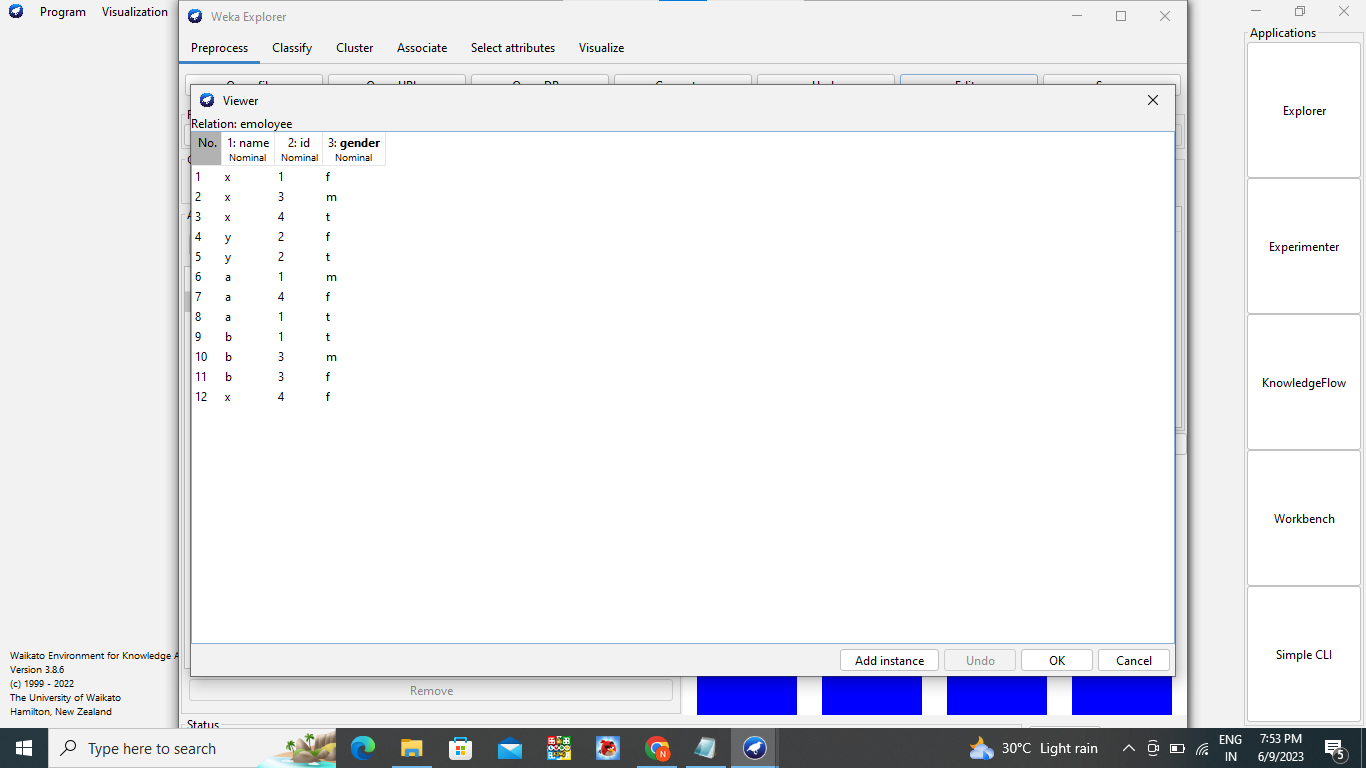 Program Visualization
Weka Explorer
Applications
Preprocess Classify Cluster Associate Select attributes Visualize
Viewer
Relation: emoloyee
No. 1: name 2: id 3: gender
Nominal Nominal Nominal
1 x 1 f
2 x 3 m
3 x 4 t
4 y 2 f
5 y 2 t
6 a 1 m
7 a 4 f
8 a 1 t
9 b 1 t
10 b 3 m
11 b 3 f
12 x 4 f
Explorer
Experimenter
KnowledgeFlow
Workbench
Simple CLI
Add instance Undo OK Cancel
Remove
Status
Waikato Environment for Knowledge A
Version 3.8.6
(c) 1999 - 2022
The University of Waikato
Hamilton, New Zealand
Type here to search
30°C Light rain
ENG
IN
7:53 PM
6/9/2023
5